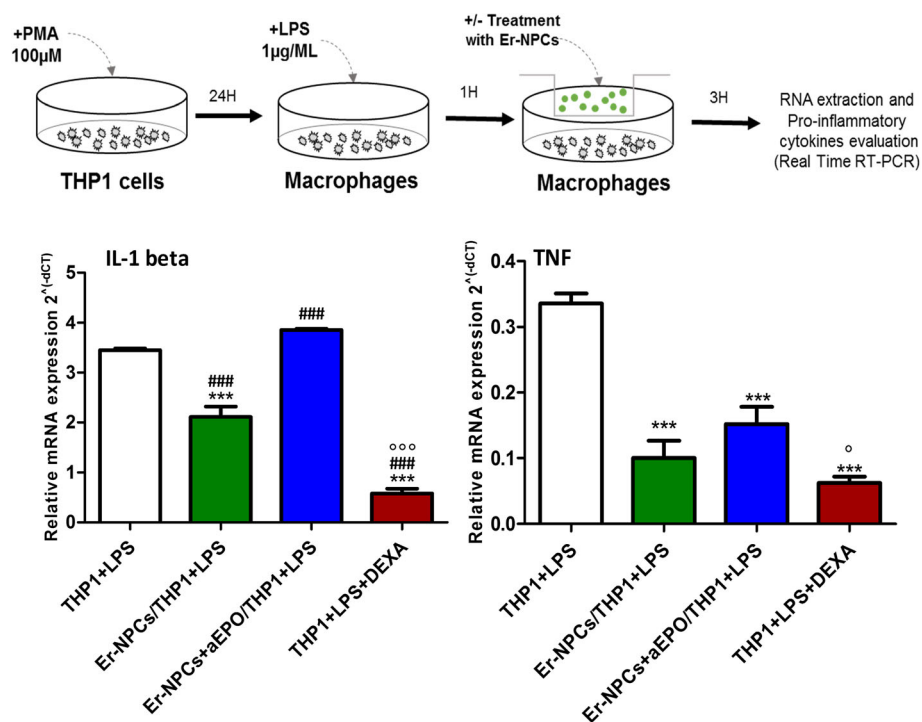 +PMA
100µM
24H
+LPS
1µg/ML
1H
+/- Treatment
with Er-NPCs
3H
RNA extraction and
Pro-inflammatory
cytokines evaluation
(Real Time RT-PCR)
THP1 cells
Macrophages
Macrophages
IL-1 beta
Relative mRNA expression 2^(-dCT)
5
4
3
2
1
0
###
***
###
°°°
###
***
THP1+LPS
Er-NPCs/THP1+LPS
Er-NPCs+aEPO/THP1+LPS
THP1+LPS+DEXA
TNF
Relative mRNA expression 2^(-dCT)
0.4
0.3
0.2
0.1
0.0
***
***
°
***
THP1+LPS
Er-NPCs/THP1+LPS
Er-NPCs+aEPO/THP1+LPS
THP1+LPS+DEXA